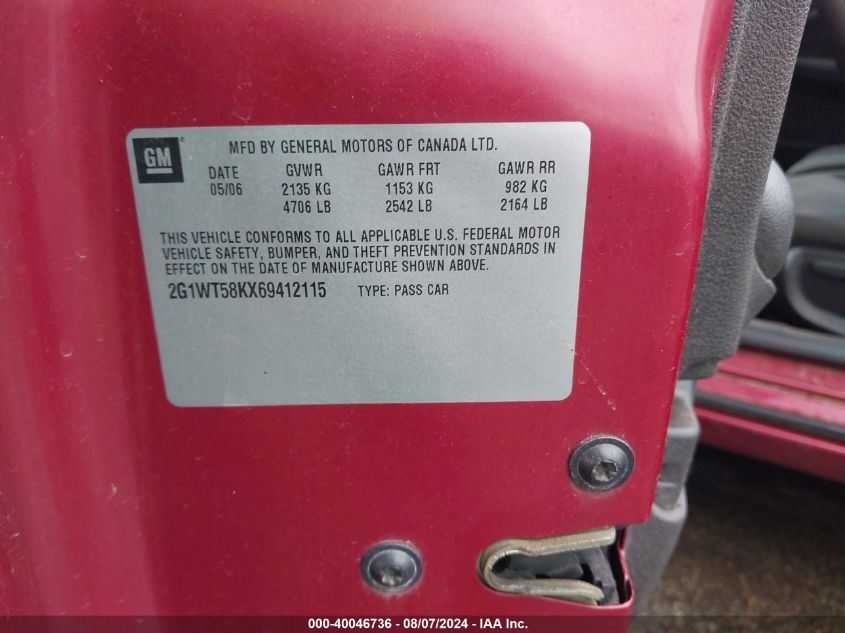 GM
MFD BY GENERAL MOTORS OF CANADA LTD.
DATE GVWR GAWR FRT GAWR RR
05/06 2135 KG 1153 KG 982 KG
4706 LB 2542 LB 2164 LB
THIS VEHICLE CONFORMS TO ALL APPLICABLE U.S. FEDERAL MOTOR
VEHICLE SAFETY, BUMPER, AND THEFT PREVENTION STANDARDS IN
EFFECT ON THE DATE OF MANUFACTURE SHOWN ABOVE.
2G1WT58KX69412115 TYPE: PASS CAR
000-40046736 - 08/07/2024 - IAA Inc.